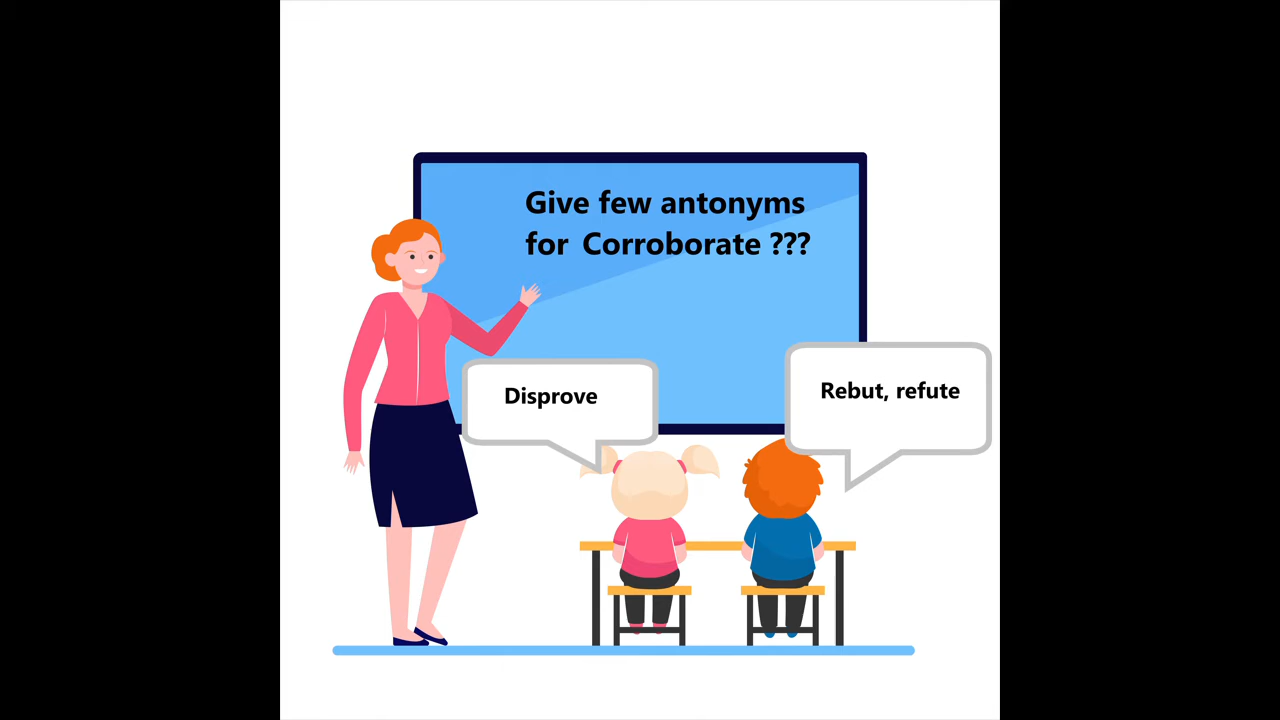 Give few antonyms
for Corroborate ???
Disprove
Rebut, refute